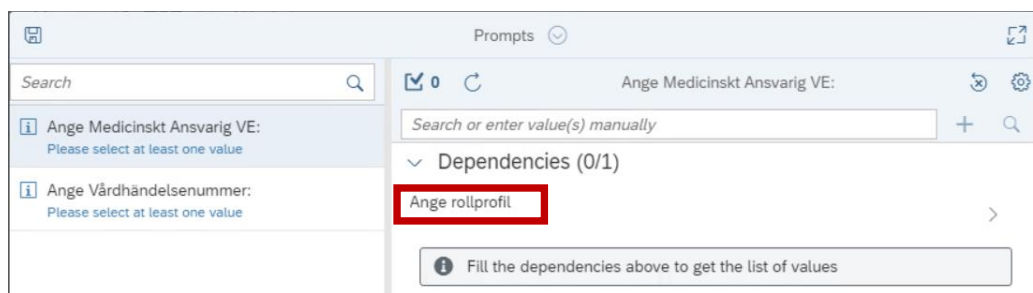 Prompts
Search
Ange Medicinskt Ansvarig VE:
Please select at least one value
Ange Vårdhändelsenummer:
Please select at least one value
0
Ange Medicinskt Ansvarig VE:
Search or enter value(s) manually
Dependencies (0/1)
Ange rollprofil
Fill the dependencies above to get the list of values